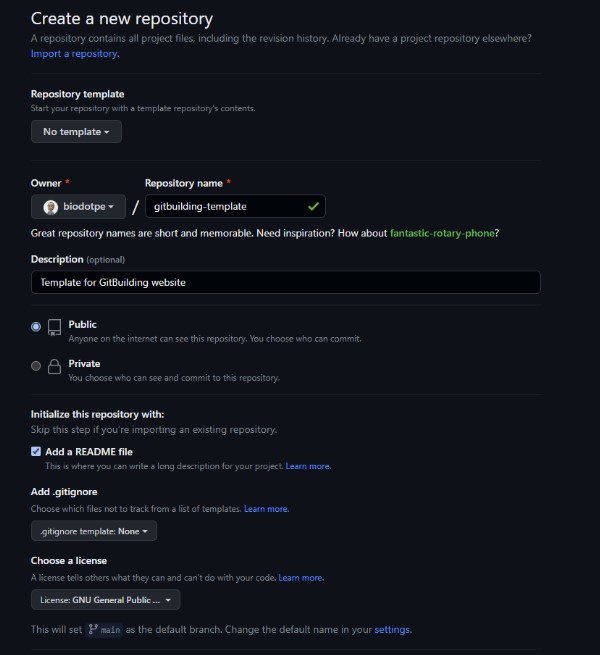 Create a new repository
A repository contains all project files, including the revision history. Already have a project repository elsewhere?
Import a repository.
Repository template
Start your repository with a template repository's contents.
No template
Owner * Repository name *
biodotpe / gitbuilding-template
Great repository names are short and memorable. Need inspiration? How about fantastic-rotary-phone?
Description (optional)
Template for GitBuilding website
Public
Anyone on the internet can see this repository. You choose who can commit.
Private
You choose who can see and commit to this repository.
Initialize this repository with:
Skip this step if you're importing an existing repository.
Add a README file
This is where you can write a long description for your project. Learn more.
Add .gitignore
Choose which files not to track from a list of templates. Learn more.
.gitignore template: None
Choose a license
A license tells others what they can and can't do with your code. Learn more.
License: GNU General Public ...
This will set main as the default branch. Change the default name in your settings.